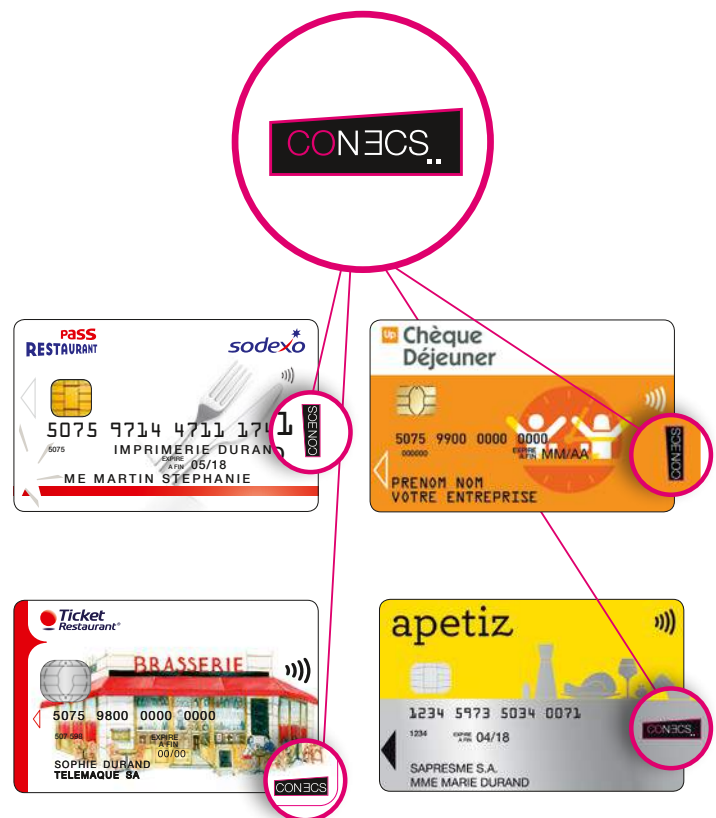 CONECS
PASS
RESTAURANT
sodexo
5075 9714 4711 1741
5075
IMPRIMERIE DURAND
EXPIRE
A FIN 05/18
ME MARTIN STEPHANIE
CONECS
Up Chèque
Déjeuner
5075 9900 0000 0000
000000
EXPIRE
A FIN MM/AA
PRENOM NOM
VOTRE ENTREPRISE
CONECS
Ticket
Restaurant®
BRASSERIE
5075 9800 0000 0000
507 598
EXPIRE
A FIN
00/00
SOPHIE DURAND
TELEMAQUE SA
CONECS
apetiz
1234 5973 5034 0071
1234
EXPIRE
A FIN 04/18
SAPRESME S.A.
MME MARIE DURAND
CONECS